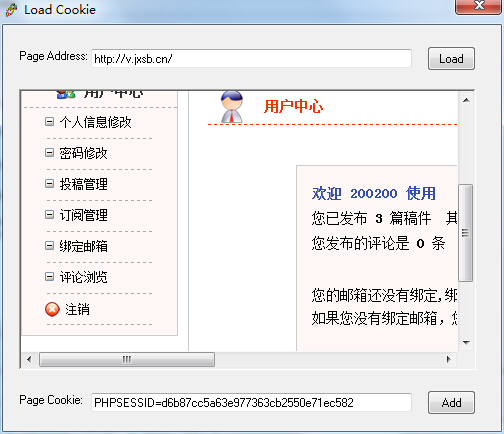 Load Cookie
Page Address: http://v.jxsb.cn/ Load
用户中心
个人信息修改
密码修改
投稿管理
订阅管理
绑定邮箱
评论浏览
注销
用户中心
欢迎 200200 使用
您已发布 3 篇稿件 其
您发布的评论是 0 条
您的邮箱还没有绑定,绑
如果您没有绑定邮箱，您
Page Cookie: PHPSESSID=d6b87cc5a63e977363cb2550e71ec582 Add